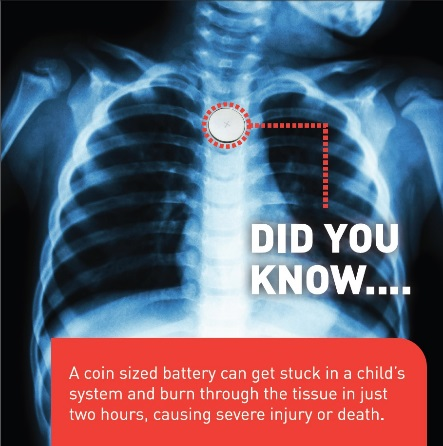 DID YOU
KNOW....
A coin sized battery can get stuck in a child's
system and burn through the tissue in just
two hours, causing severe injury or death.